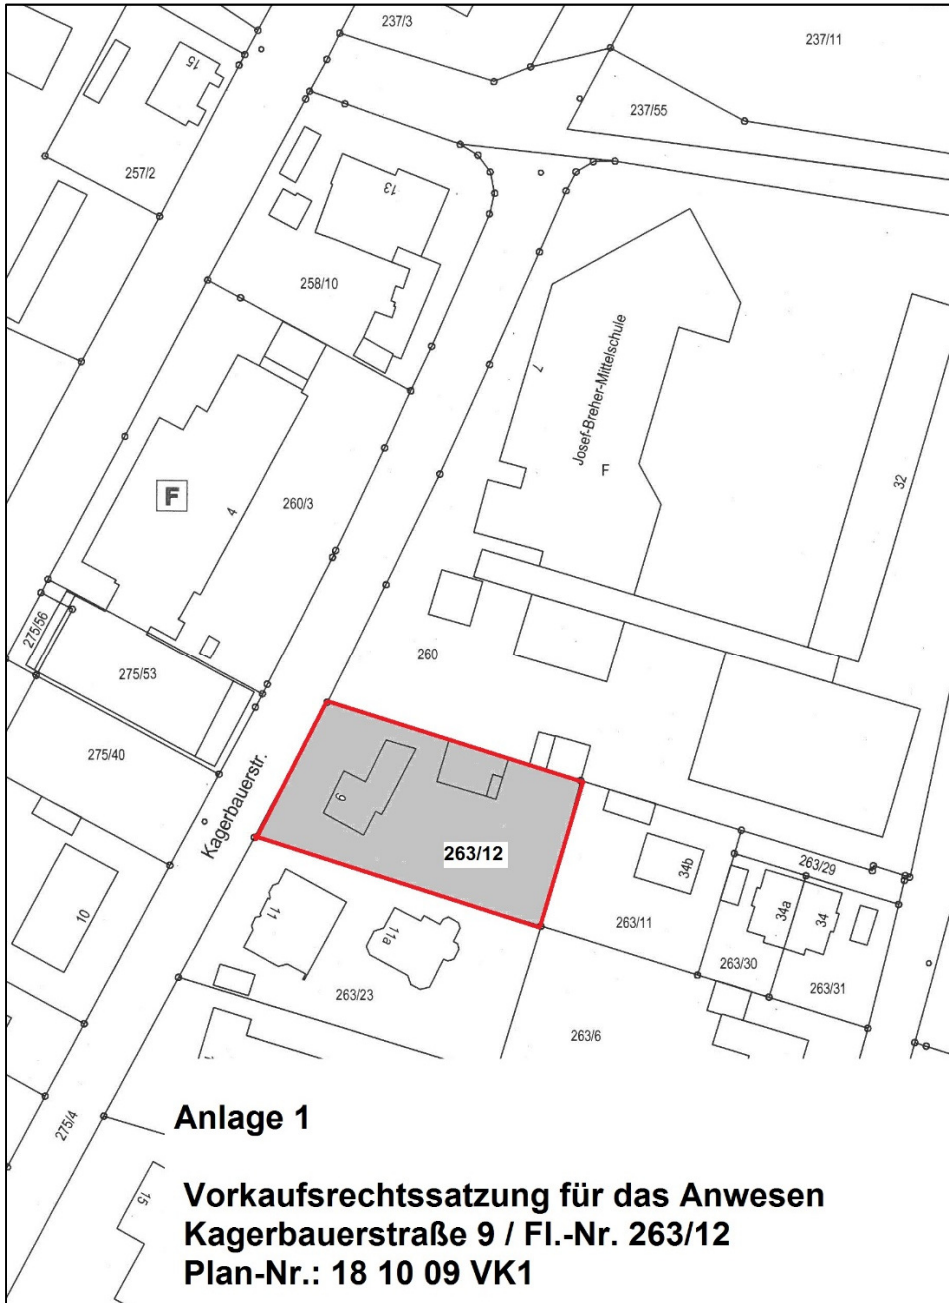 237/3
237/11
15
237/55
257/2
13
258/10
7
Josef-Breher-Mittelschule
F
32
F
4
260/3
275/56
275/53
260
275/40
Kagerbauerstr.
9
263/12
34b
263/29
10
11
11a
34a
34
263/11
263/30
263/31
263/23
263/6
275/4
15
Anlage 1
Vorkaufsrechtssatzung für das Anwesen
Kagerbauerstraße 9 / Fl.-Nr. 263/12
Plan-Nr.: 18 10 09 VK1